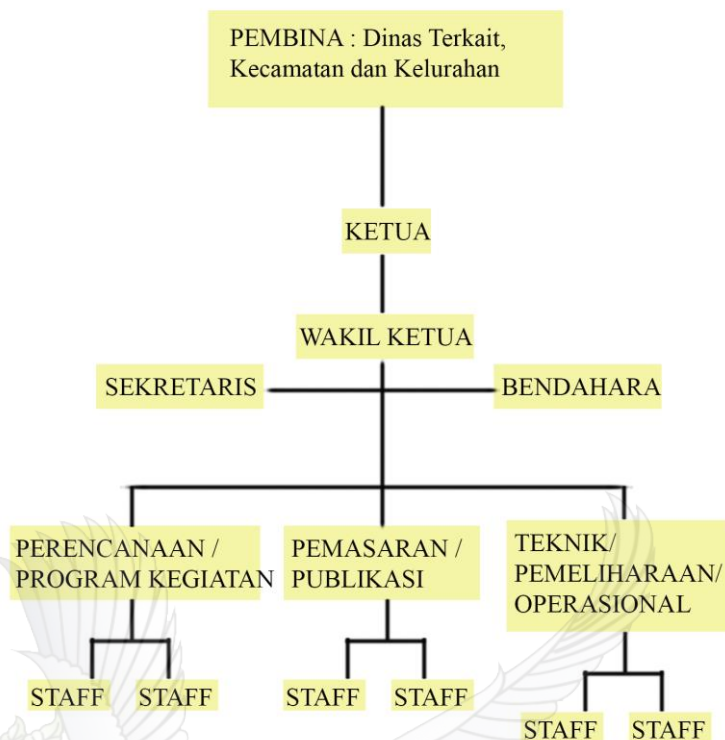 PEMBINA : Dinas Terkait,
Kecamatan dan Kelurahan
KETUA
WAKIL KETUA
SEKRETARIS
BENDAHARA
PERENCANAAN /
PROGRAM KEGIATAN
PEMASARAN /
PUBLIKASI
TEKNIK/
PEMELIHARAAN/
OPERASIONAL
STAFF
STAFF
STAFF
STAFF
STAFF
STAFF